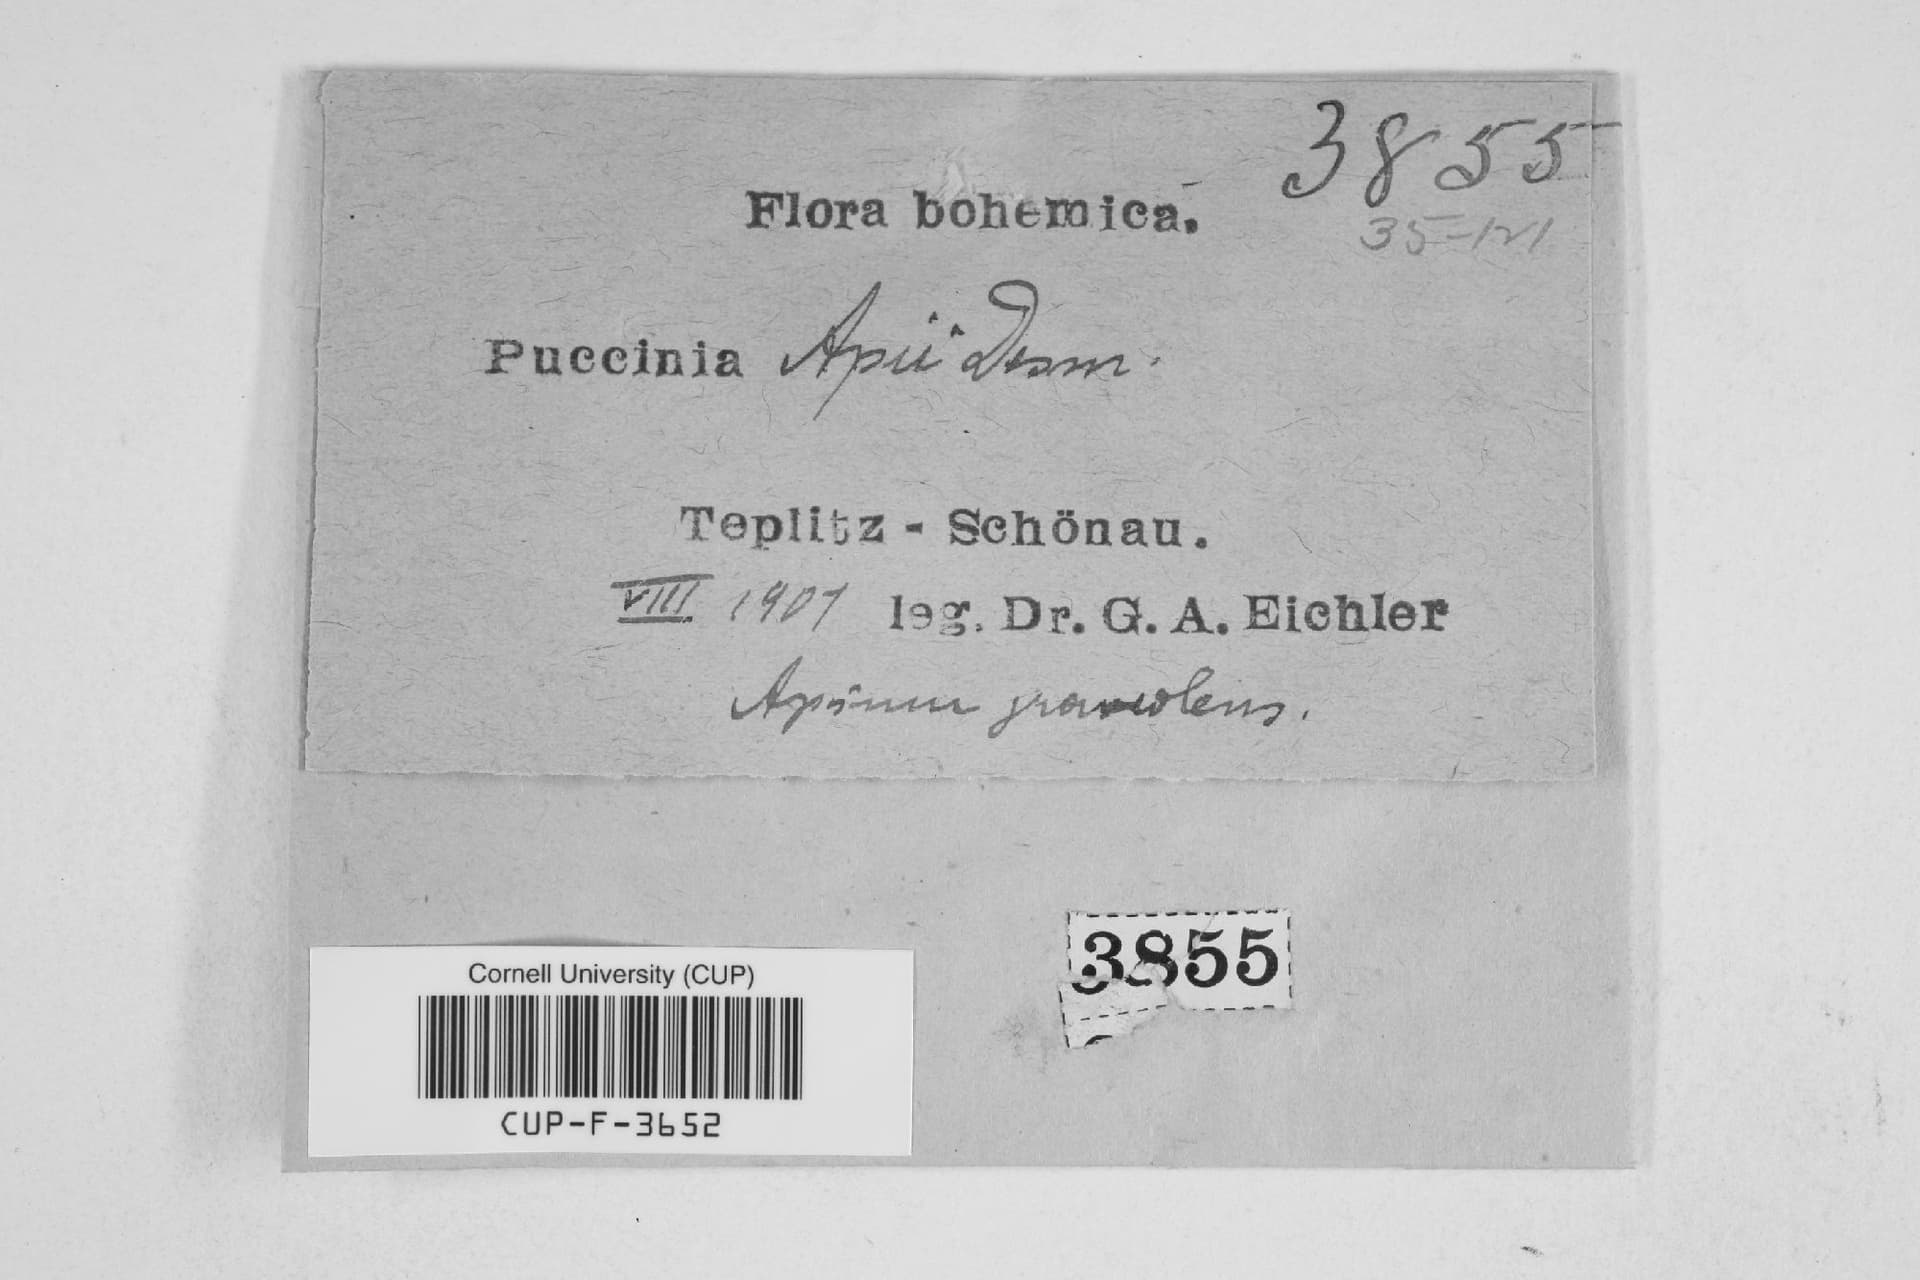 3855
Flora bohemica.
35-121
Puccinia Apii Desm.
Teplitz - Schönau.
VIII. 1901 leg. Dr. G. A. Eichler
Apium graveolens.
3855
Cornell University (CUP)
CUP-F-3652